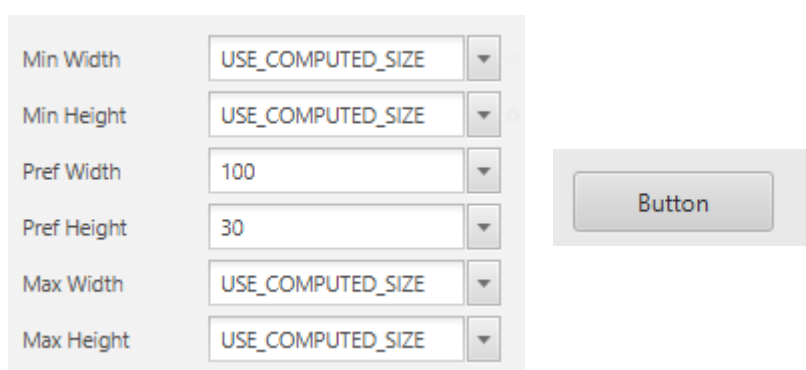 Min Width USE_COMPUTED_SIZE
Min Height USE_COMPUTED_SIZE
Pref Width 100
Pref Height 30
Max Width USE_COMPUTED_SIZE
Max Height USE_COMPUTED_SIZE
Button